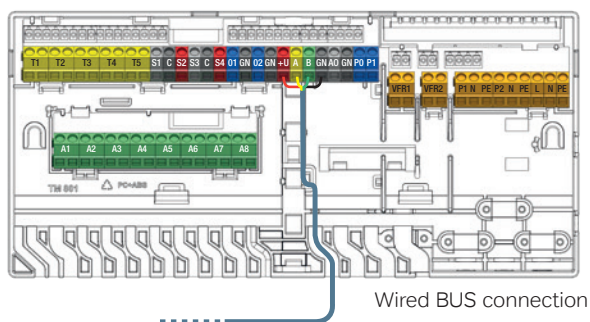 T1 T2 T3 T4 T5 S1 C S2 S3 C S4 01 GN 02 GN +U A B GN A0 GN P0 P1 VFR1 VFR2 P1 N PE P2 N PE L N PE
A1 A2 A3 A4 A5 A6 A7 A8
TM 801 PC+ABS
Wired BUS connection